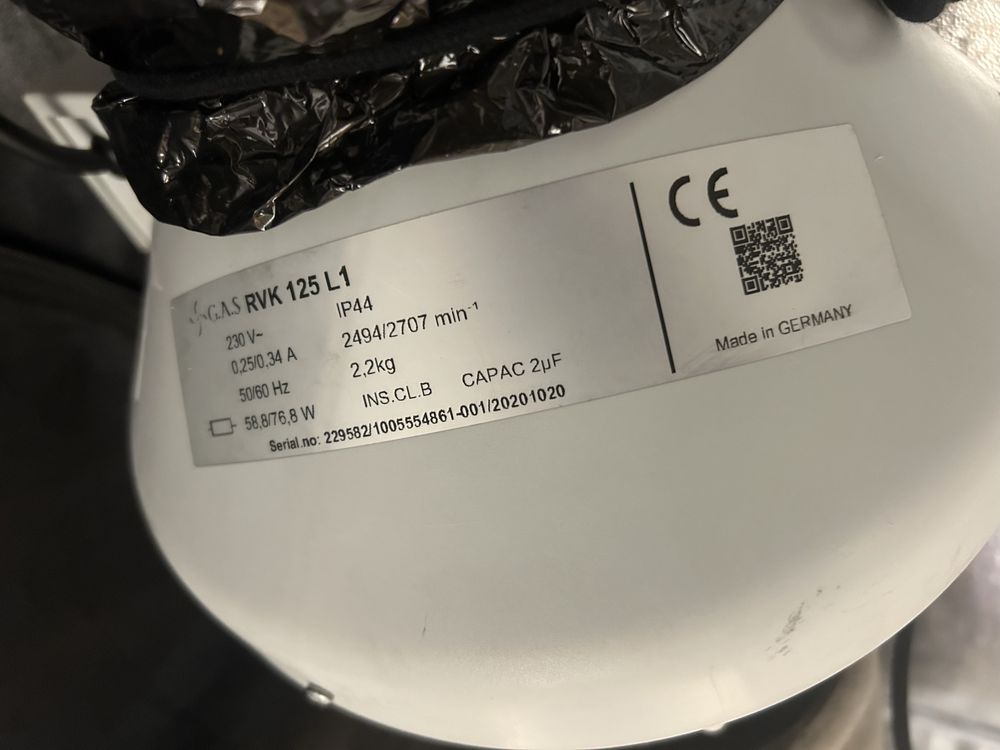 G.A.S RVK 125 L1
230 V~ IP44
0,25/0,34 A 2494/2707 min⁻¹
50/60 Hz 2,2kg
58,8/76,8 W INS.CL.B CAPAC 2µF
Serial.no: 229582/1005554861-001/20201020
CE
Made in GERMANY